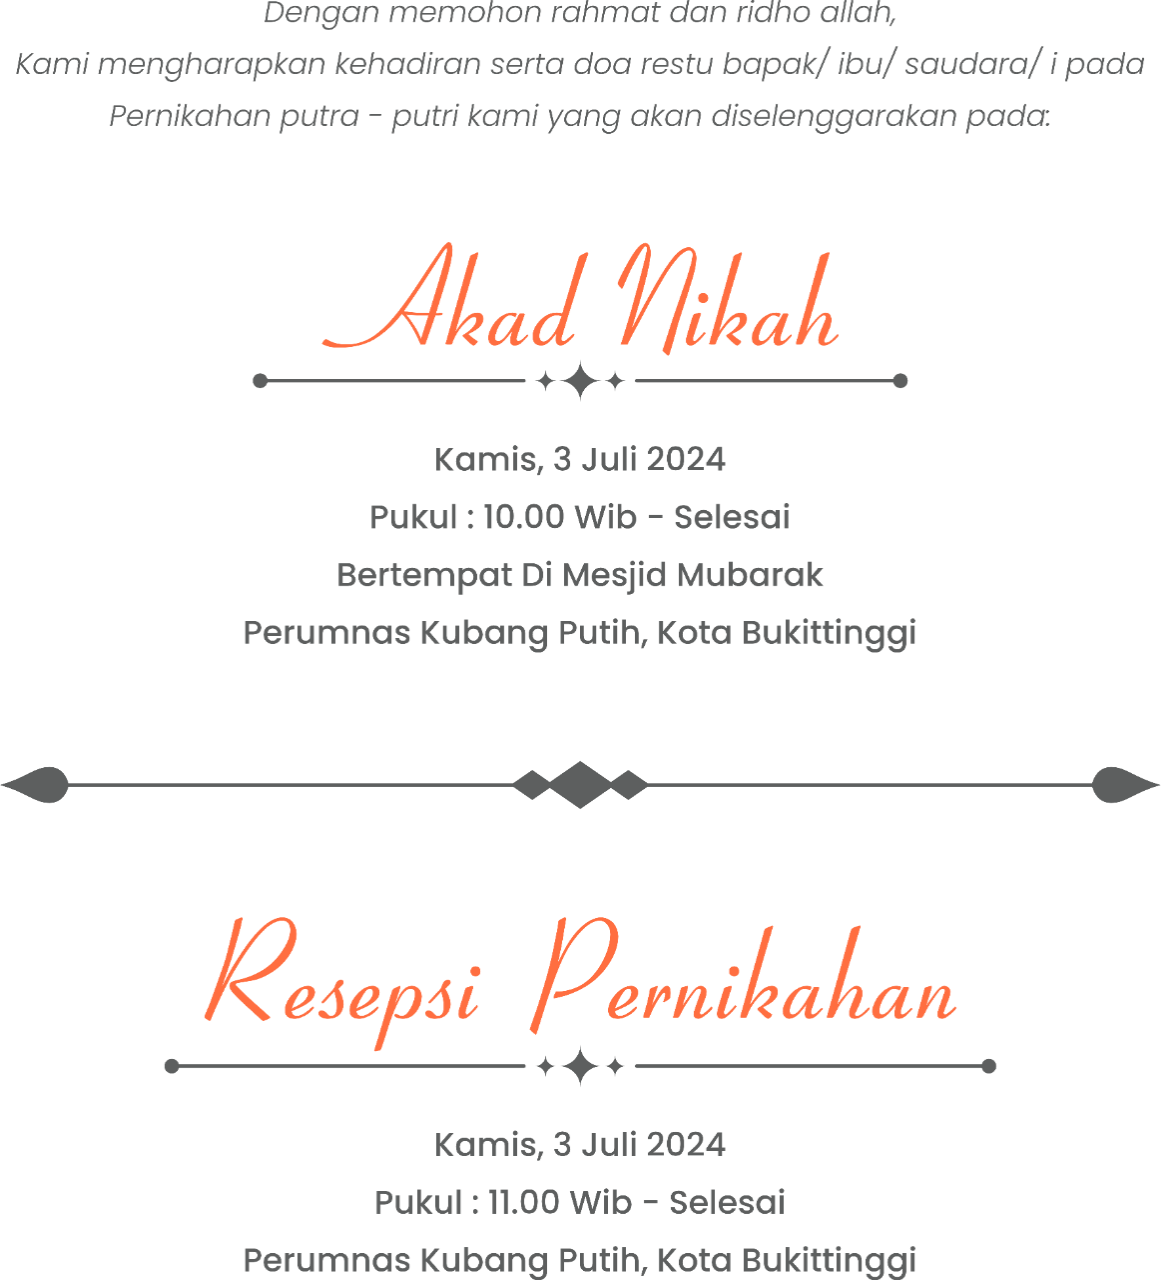 Dengan memohon rahmat dan ridho allah,
Kami mengharapkan kehadiran serta doa restu bapak/ ibu/ saudara/ i pada
Pernikahan putra - putri kami yang akan diselenggarakan pada:
Akad Nikah
Kamis, 3 Juli 2024
Pukul : 10.00 Wib - Selesai
Bertempat Di Mesjid Mubarak
Perumnas Kubang Putih, Kota Bukittinggi
Resepsi Pernikahan
Kamis, 3 Juli 2024
Pukul : 11.00 Wib - Selesai
Perumnas Kubang Putih, Kota Bukittinggi